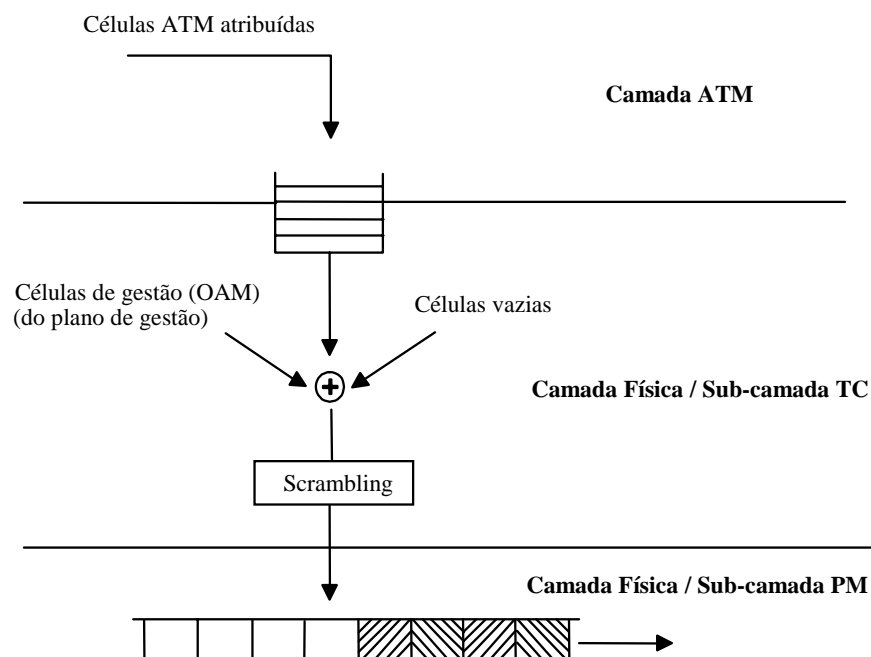 Células ATM atribuídas
Camada ATM
Células de gestão (OAM)
(do plano de gestão)
Células vazias
Camada Física / Sub-camada TC
Scrambling
Camada Física / Sub-camada PM